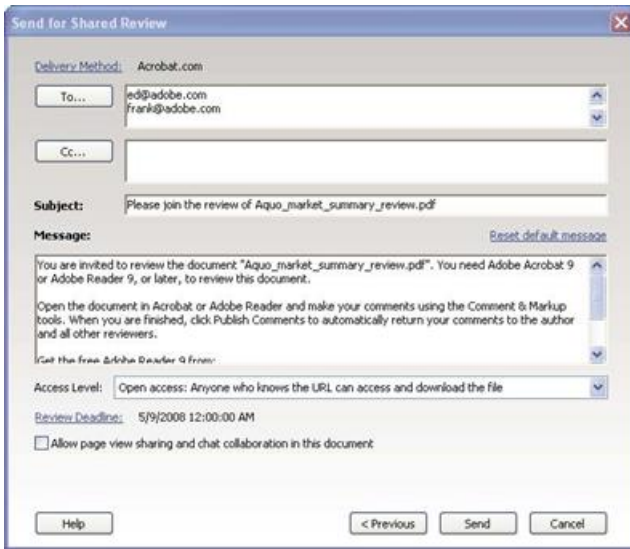 Send for Shared Review
Delivery Method: Acrobat.com
To... ed@adobe.com
frank@adobe.com
Cc...
Subject: Please join the review of Aquo_market_summary_review.pdf
Message: Reset default message
You are invited to review the document "Aquo_market_summary_review.pdf". You need Adobe Acrobat 9
or Adobe Reader 9, or later, to review this document.
Open the document in Acrobat or Adobe Reader and make your comments using the Comment & Markup
tools. When you are finished, click Publish Comments to automatically return your comments to the author
and all other reviewers.
Get the free Adobe Reader 9 from:
Access Level: Open access: Anyone who knows the URL can access and download the file
Review Deadline: 5/9/2008 12:00:00 AM
Allow page view sharing and chat collaboration in this document
Help < Previous Send Cancel